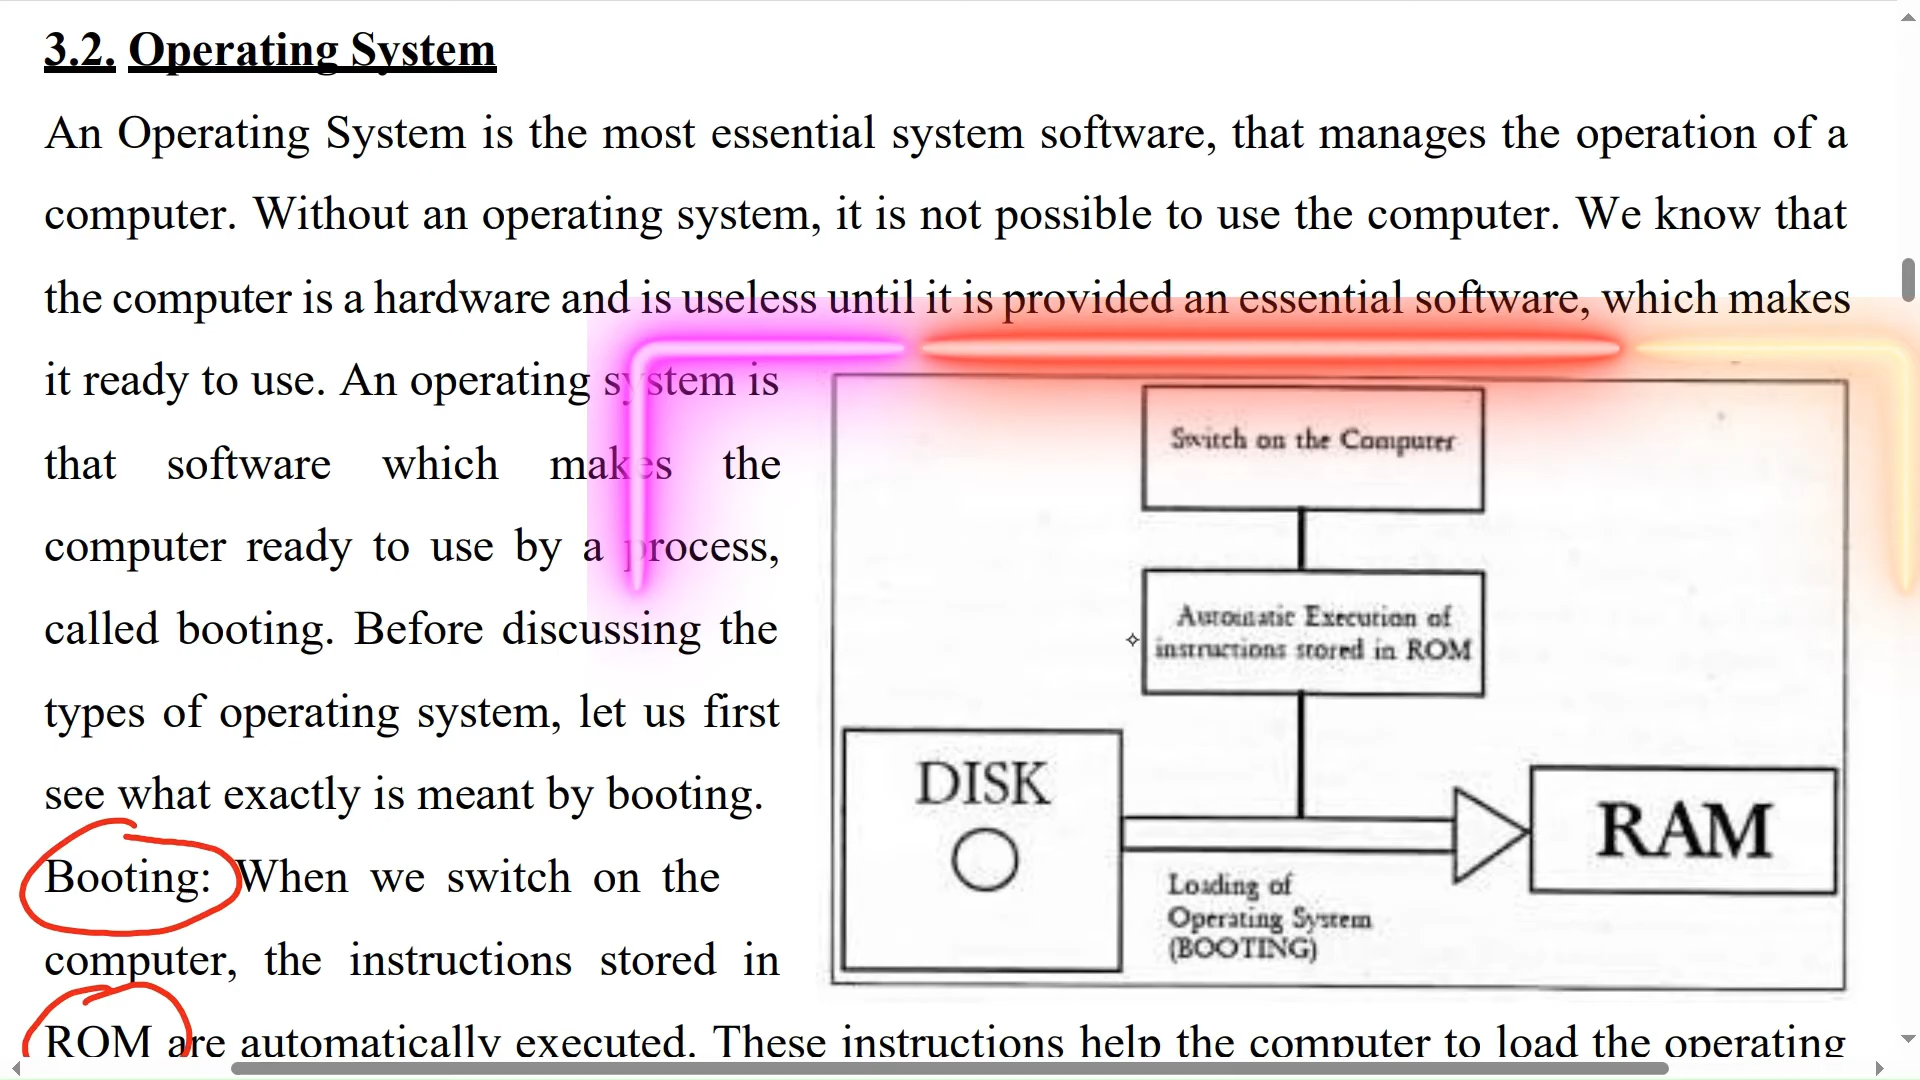 3.2. Operating System
An Operating System is the most essential system software, that manages the operation of a
computer. Without an operating system, it is not possible to use the computer. We know that
the computer is a hardware and is useless until it is provided an essential software, which makes
it ready to use. An operating system is
that software which makes the
computer ready to use by a process,
called booting. Before discussing the
types of operating system, let us first
see what exactly is meant by booting.
Booting: When we switch on the
computer, the instructions stored in
ROM are automatically executed. These instructions help the computer to load the operating
Switch on the Computer
Automatic Execution of
instructions stored in ROM
DISK
RAM
Loading of
Operating System
(BOOTING)